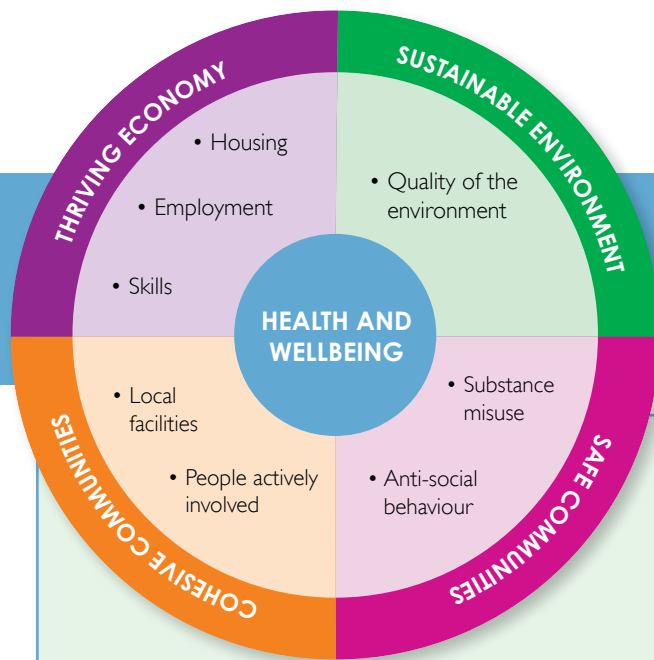 THRIVING ECONOMY
• Housing
• Employment
• Skills
SUSTAINABLE ENVIRONMENT
• Quality of the
environment
HEALTH AND
WELLBEING
COHESIVE COMMUNITIES
• Local
facilities
• People actively
involved
SAFE COMMUNITIES
• Substance
misuse
• Anti-social
behaviour